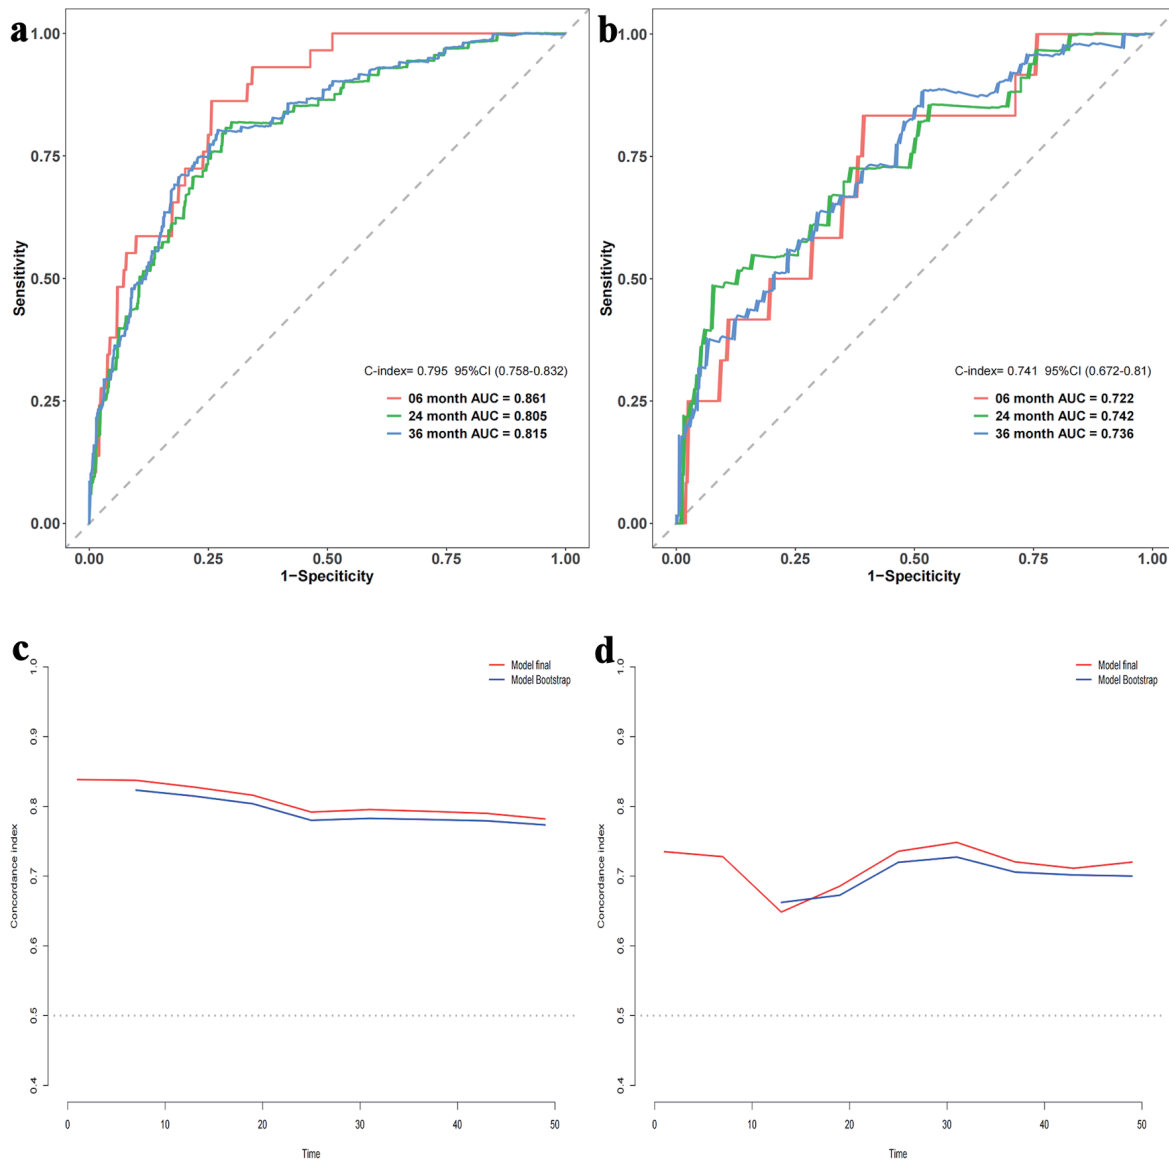 a
1.00
0.75
0.50
0.25
0.00
Sensitivity
C-index= 0.795 95%CI (0.758-0.832)
06 month AUC = 0.861
24 month AUC = 0.805
36 month AUC = 0.815
0.00 0.25 0.50 0.75 1.00
1−Speciticity
b
1.00
0.75
0.50
0.25
0.00
Sensitivity
C-index= 0.741 95%CI (0.672-0.81)
06 month AUC = 0.722
24 month AUC = 0.742
36 month AUC = 0.736
0.00 0.25 0.50 0.75 1.00
1−Speciticity
c
Model final
Model Bootstrap
1.0
0.9
0.8
0.7
0.6
0.5
0.4
Concordance index
0 10 20 30 40 50
Time
d
Model final
Model Bootstrap
1.0
0.9
0.8
0.7
0.6
0.5
0.4
Concordance index
0 10 20 30 40 50
Time